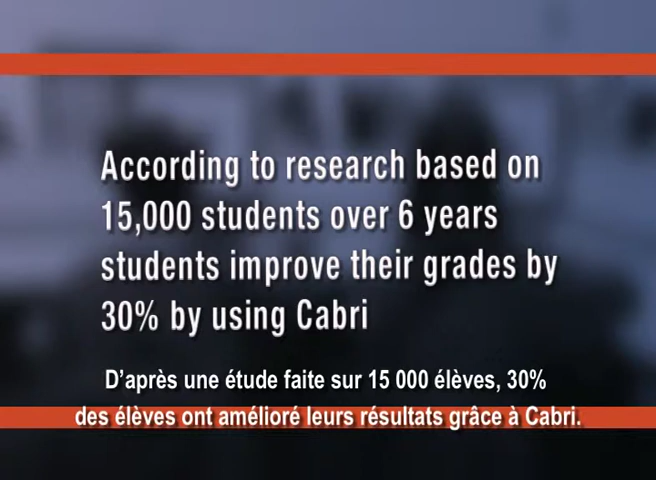 According to research based on
15,000 students over 6 years
students improve their grades by
30% by using Cabri
D'après une étude faite sur 15 000 élèves, 30%
des élèves ont amélioré leurs résultats grâce à Cabri.